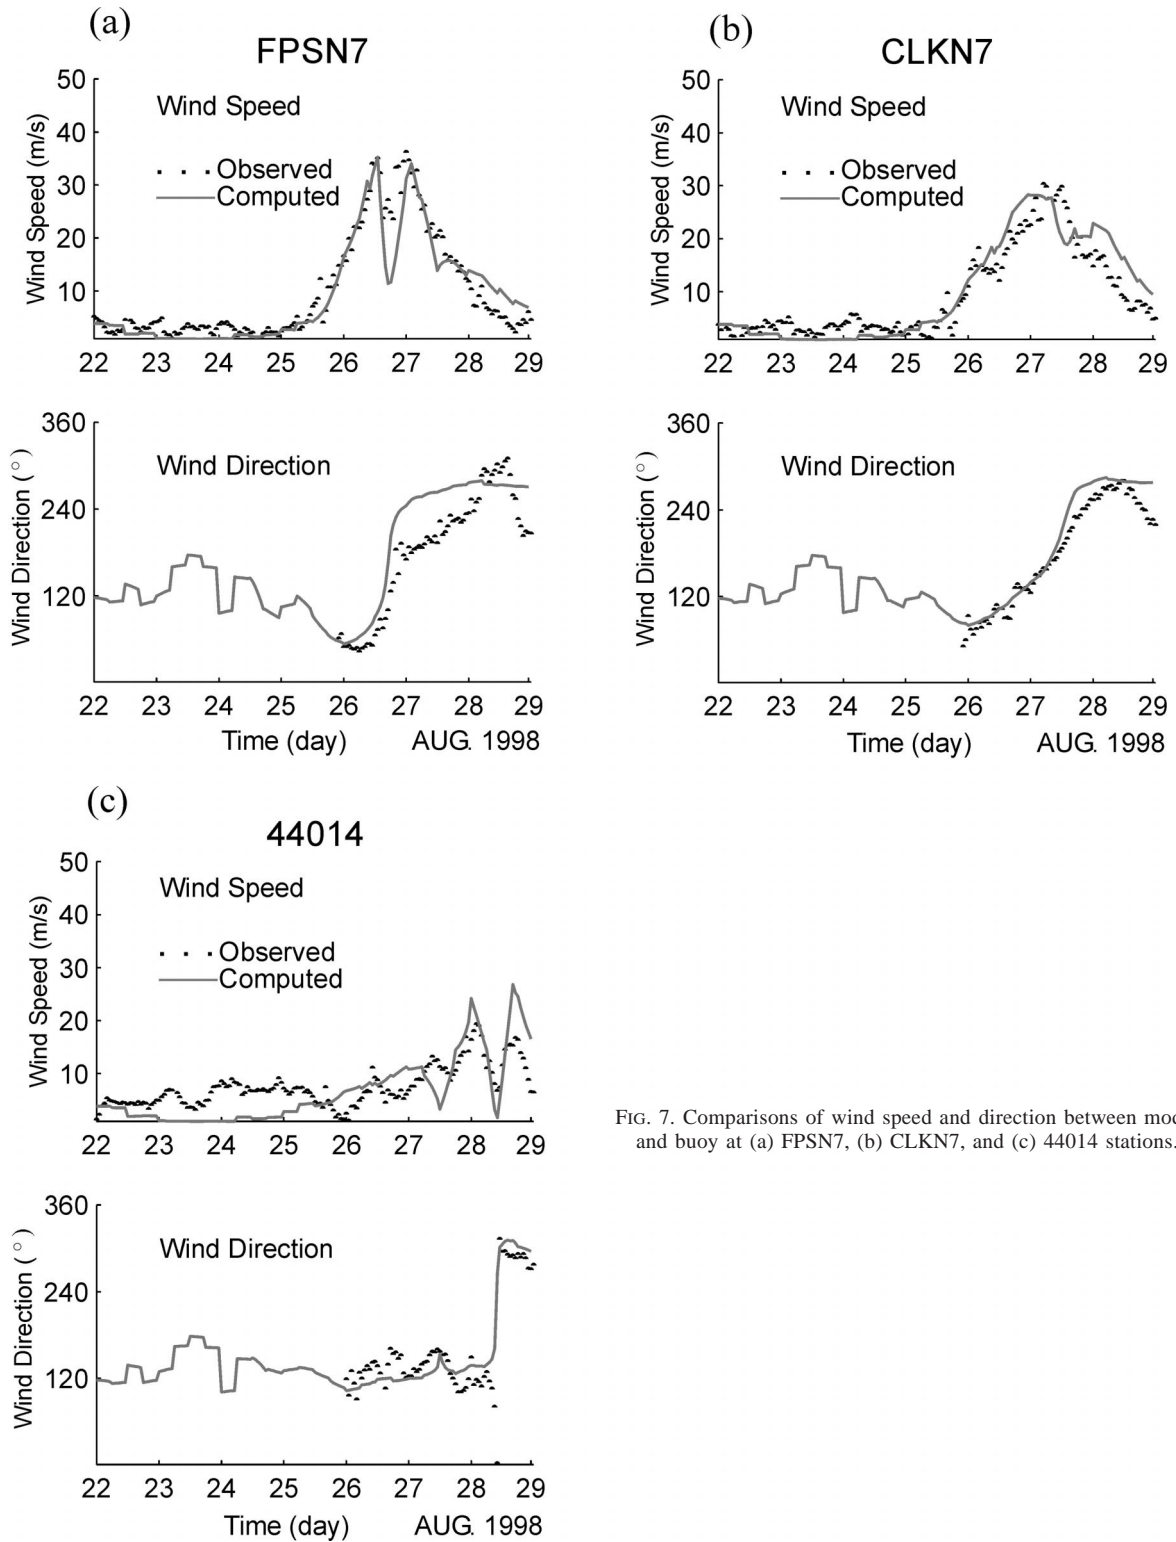 (a)
FPSN7
50
40
30
20
10
Wind Speed (m/s)
Wind Speed
Observed
Computed
22 23 24 25 26 27 28 29
360
240
120
Wind Direction (°)
Wind Direction
22 23 24 25 26 27 28 29
Time (day) AUG. 1998
(b)
CLKN7
50
40
30
20
10
Wind Speed (m/s)
Wind Speed
Observed
Computed
22 23 24 25 26 27 28 29
360
240
120
Wind Direction (°)
Wind Direction
22 23 24 25 26 27 28 29
Time (day) AUG. 1998
(c)
44014
50
40
30
20
10
Wind Speed (m/s)
Wind Speed
Observed
Computed
22 23 24 25 26 27 28 29
360
240
120
Wind Direction (°)
Wind Direction
22 23 24 25 26 27 28 29
Time (day) AUG. 1998
FIG. 7. Comparisons of wind speed and direction between
and buoy at (a) FPSN7, (b) CLKN7, and (c) 44014 stations.